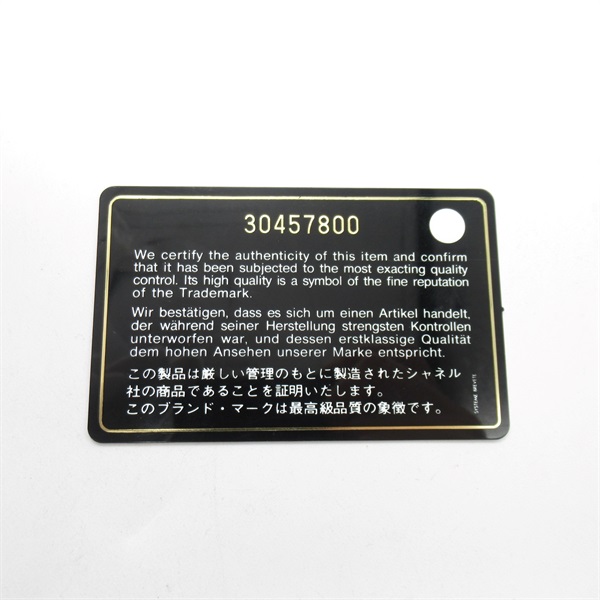 30457800
We certify the authenticity of this item and confirm
that it has been subjected to the most exacting quality
control. Its high quality is a symbol of the fine reputation
of the Trademark.
Wir bestätigen, dass es sich um einen Artikel handelt,
der während seiner Herstellung strengsten Kontrollen
unterworfen war, und dessen erstklassige Qualität
dem hohen Ansehen unserer Marke entspricht.
この製品は厳しい管理のもとに製造されたシャネル
社の商品であることを証明いたします。
このブランド・マークは最高級品質の象徴です。
SYSTEME BREVETE